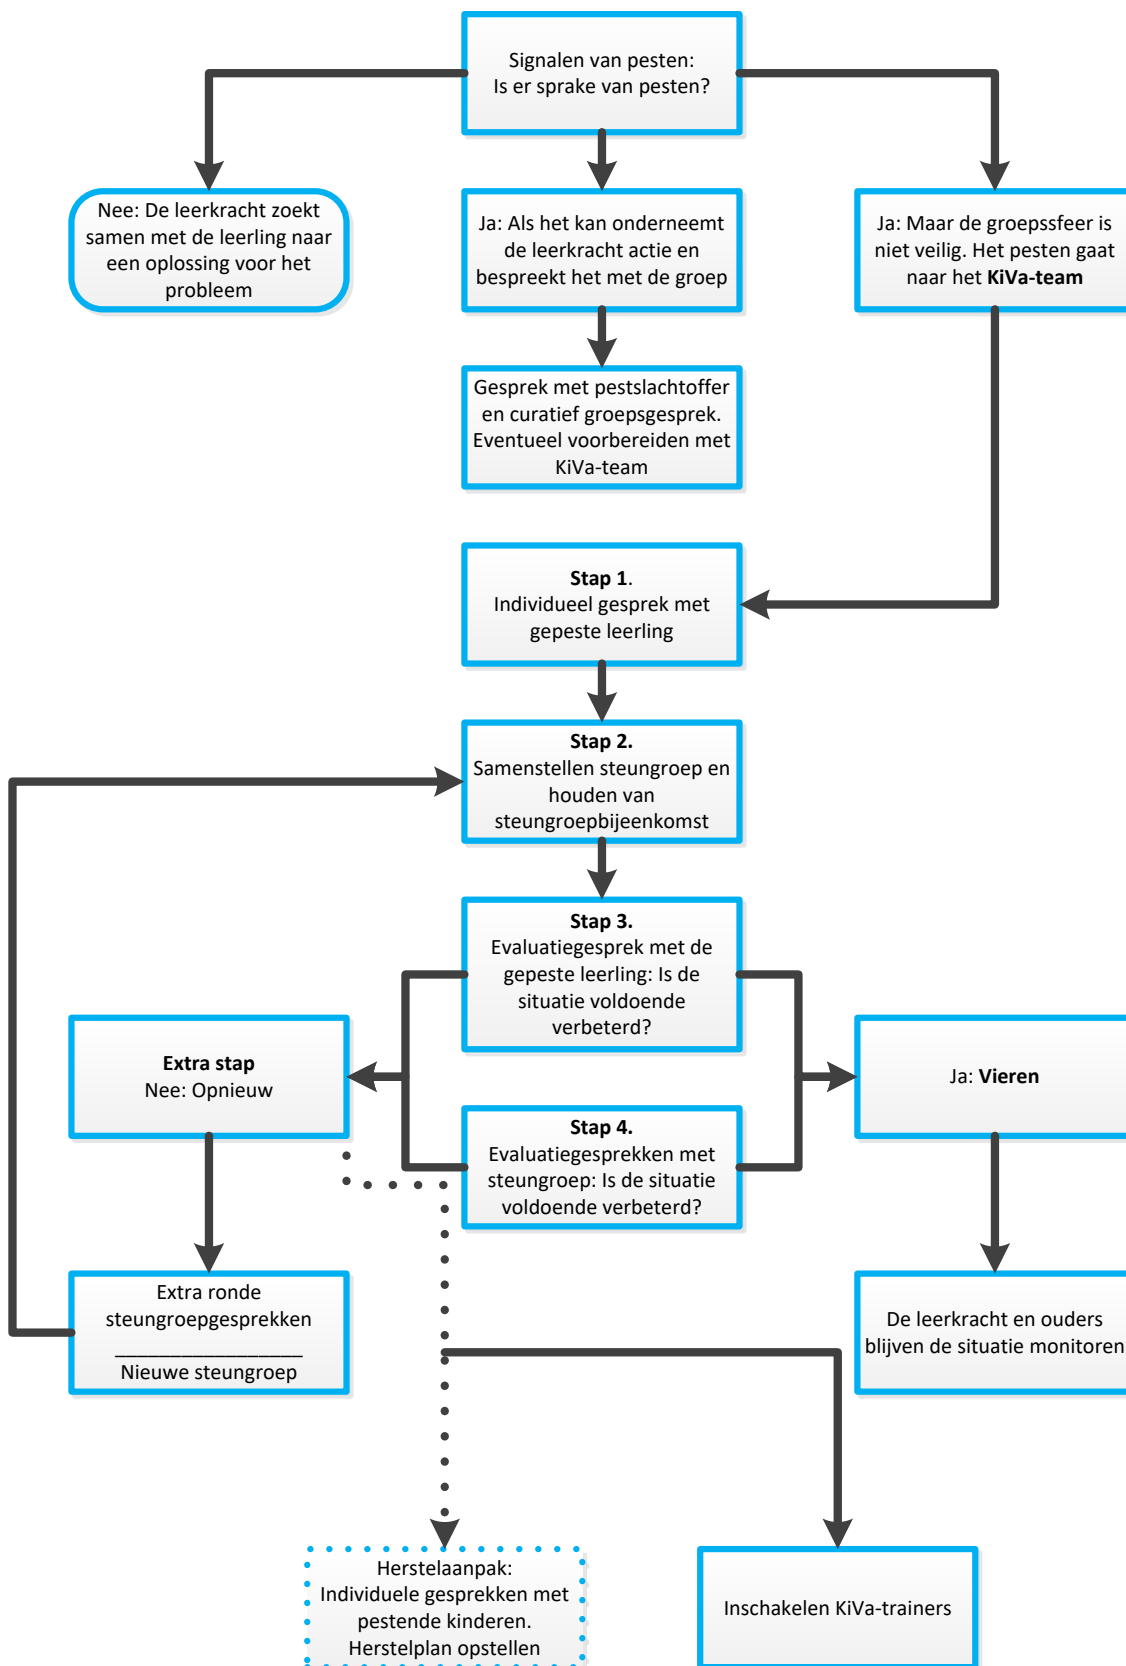 Signalen van pesten:
Is er sprake van pesten?
Nee: De leerkracht zoekt
samen met de leerling naar
een oplossing voor het
probleem
Ja: Als het kan onderneemt
de leerkracht actie en
bespreekt het met de groep
Ja: Maar de groepssfeer is
niet veilig. Het pesten gaat
naar het KiVa-team
Gesprek met pestslachtoffer
en curatief groepsgesprek.
Eventueel voorbereiden met
KiVa-team
Stap 1.
Individueel gesprek met
gepeste leerling
Stap 2.
Samenstellen steungroep en
houden van
steungroepbijeenkomst
Stap 3.
Evaluatiegesprek met de
gepeste leerling: Is de
situatie voldoende
verbeterd?
Extra stap
Nee: Opnieuw
Ja: Vieren
Stap 4.
Evaluatiegesprekken met
steungroep: Is de situatie
voldoende verbeterd?
Extra ronde
steungroepgesprekken
_________________
Nieuwe steungroep
De leerkracht en ouders
blijven de situatie monitoren
Herstelaanpak:
Individuele gesprekken met
pestende kinderen.
Herstelplan opstellen
Inschakelen KiVa-trainers